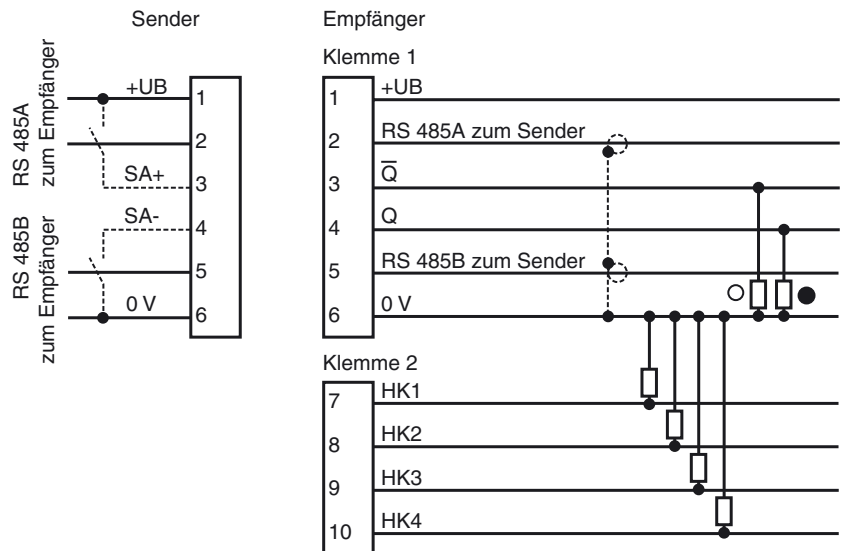 Sender
RS 485A
zum Empfänger
RS 485B
zum Empfänger
+UB
1
2
SA+
3
SA-
4
5
0 V
6
Empfänger
Klemme 1
1
+UB
2
RS 485A zum Sender
3
Q̅
4
Q
5
RS 485B zum Sender
6
0 V
Klemme 2
7
HK1
8
HK2
9
HK3
10
HK4